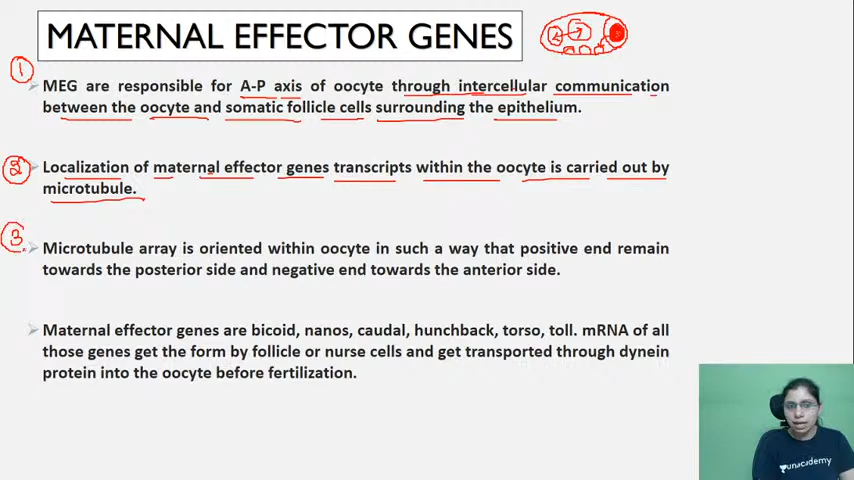 MATERNAL EFFECTOR GENES
1
MEG are responsible for A-P axis of oocyte through intercellular communication
between the oocyte and somatic follicle cells surrounding the epithelium.
2
Localization of maternal effector genes transcripts within the oocyte is carried out by
microtubule.
3
Microtubule array is oriented within oocyte in such a way that positive end remain
towards the posterior side and negative end towards the anterior side.
Maternal effector genes are bicoid, nanos, caudal, hunchback, torso, toll. mRNA of all
those genes get the form by follicle or nurse cells and get transported through dynein
protein into the oocyte before fertilization.
unacademy